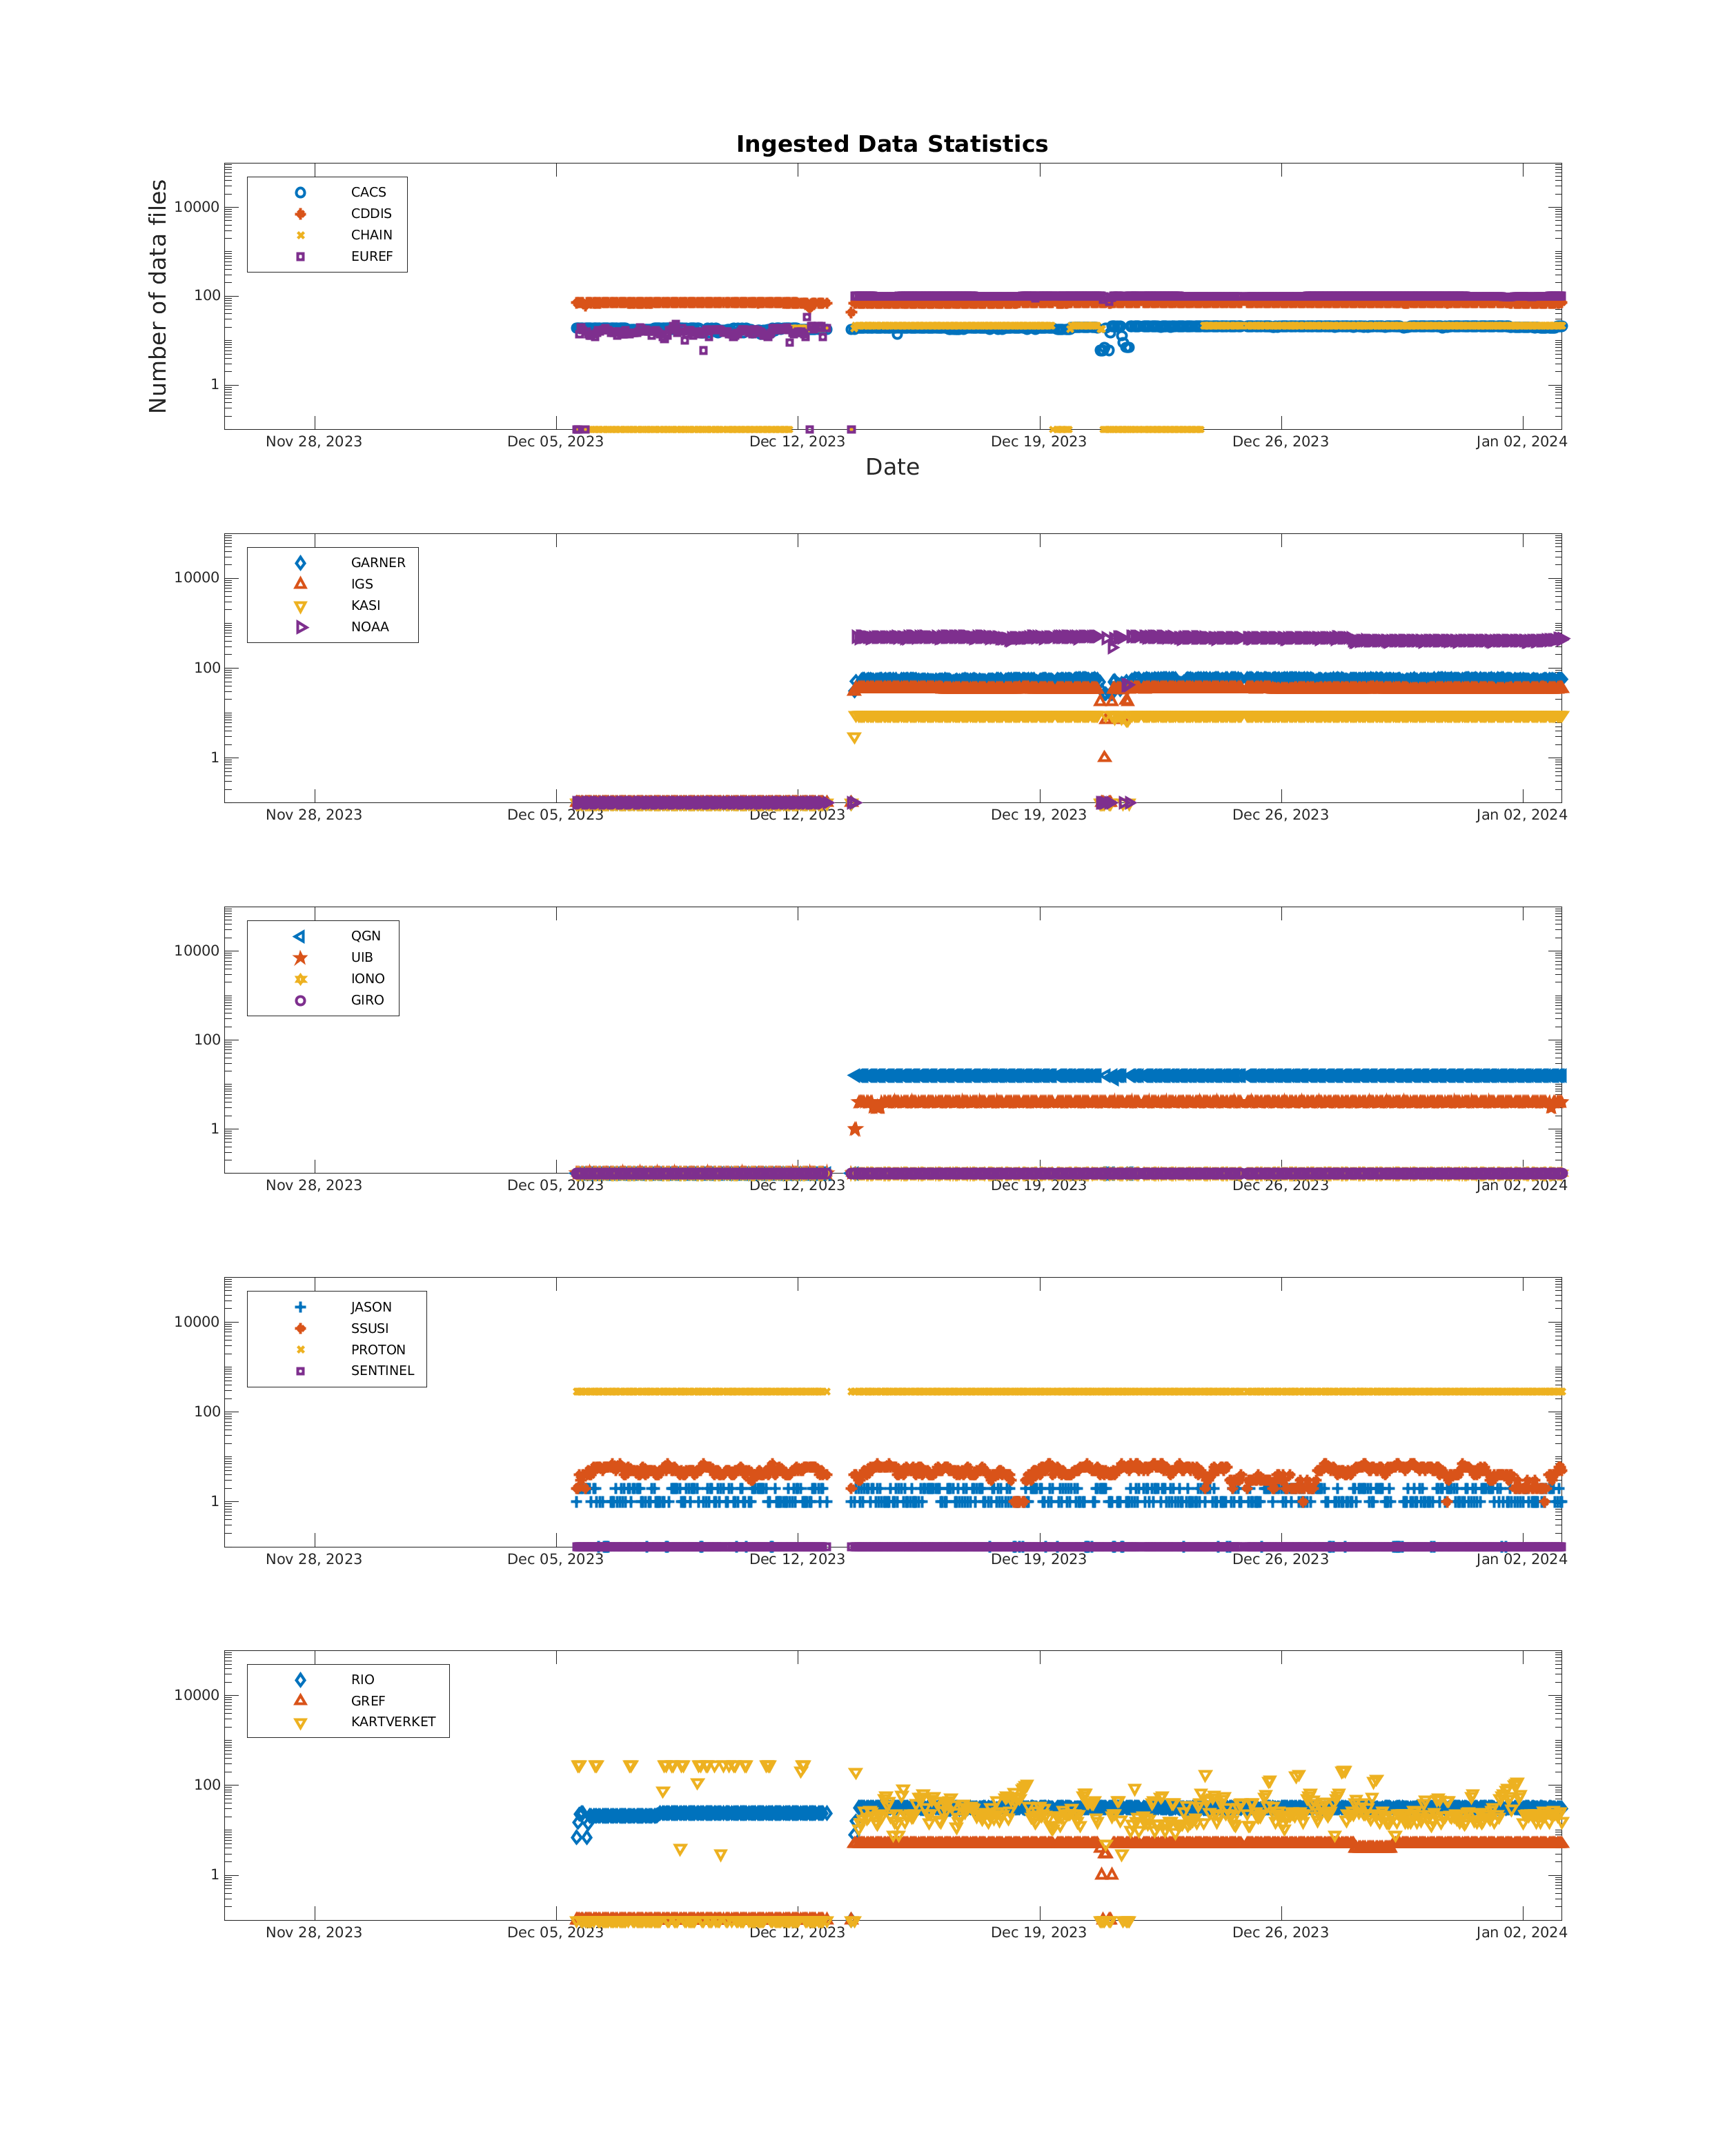 Ingested Data Statistics
Number of data files
10000
100
1
CACS
CDDIS
CHAIN
EUREF
Nov 28, 2023
Dec 05, 2023
Dec 12, 2023
Dec 19, 2023
Dec 26, 2023
Jan 02, 2024
Date
10000
100
1
GARNER
IGS
KASI
NOAA
Nov 28, 2023
Dec 05, 2023
Dec 12, 2023
Dec 19, 2023
Dec 26, 2023
Jan 02, 2024
10000
100
1
QGN
UIB
IONO
GIRO
Nov 28, 2023
Dec 05, 2023
Dec 12, 2023
Dec 19, 2023
Dec 26, 2023
Jan 02, 2024
10000
100
1
JASON
SSUSI
PROTON
SENTINEL
Nov 28, 2023
Dec 05, 2023
Dec 12, 2023
Dec 19, 2023
Dec 26, 2023
Jan 02, 2024
10000
100
1
RIO
GREF
KARTVERKET
Nov 28, 2023
Dec 05, 2023
Dec 12, 2023
Dec 19, 2023
Dec 26, 2023
Jan 02, 2024